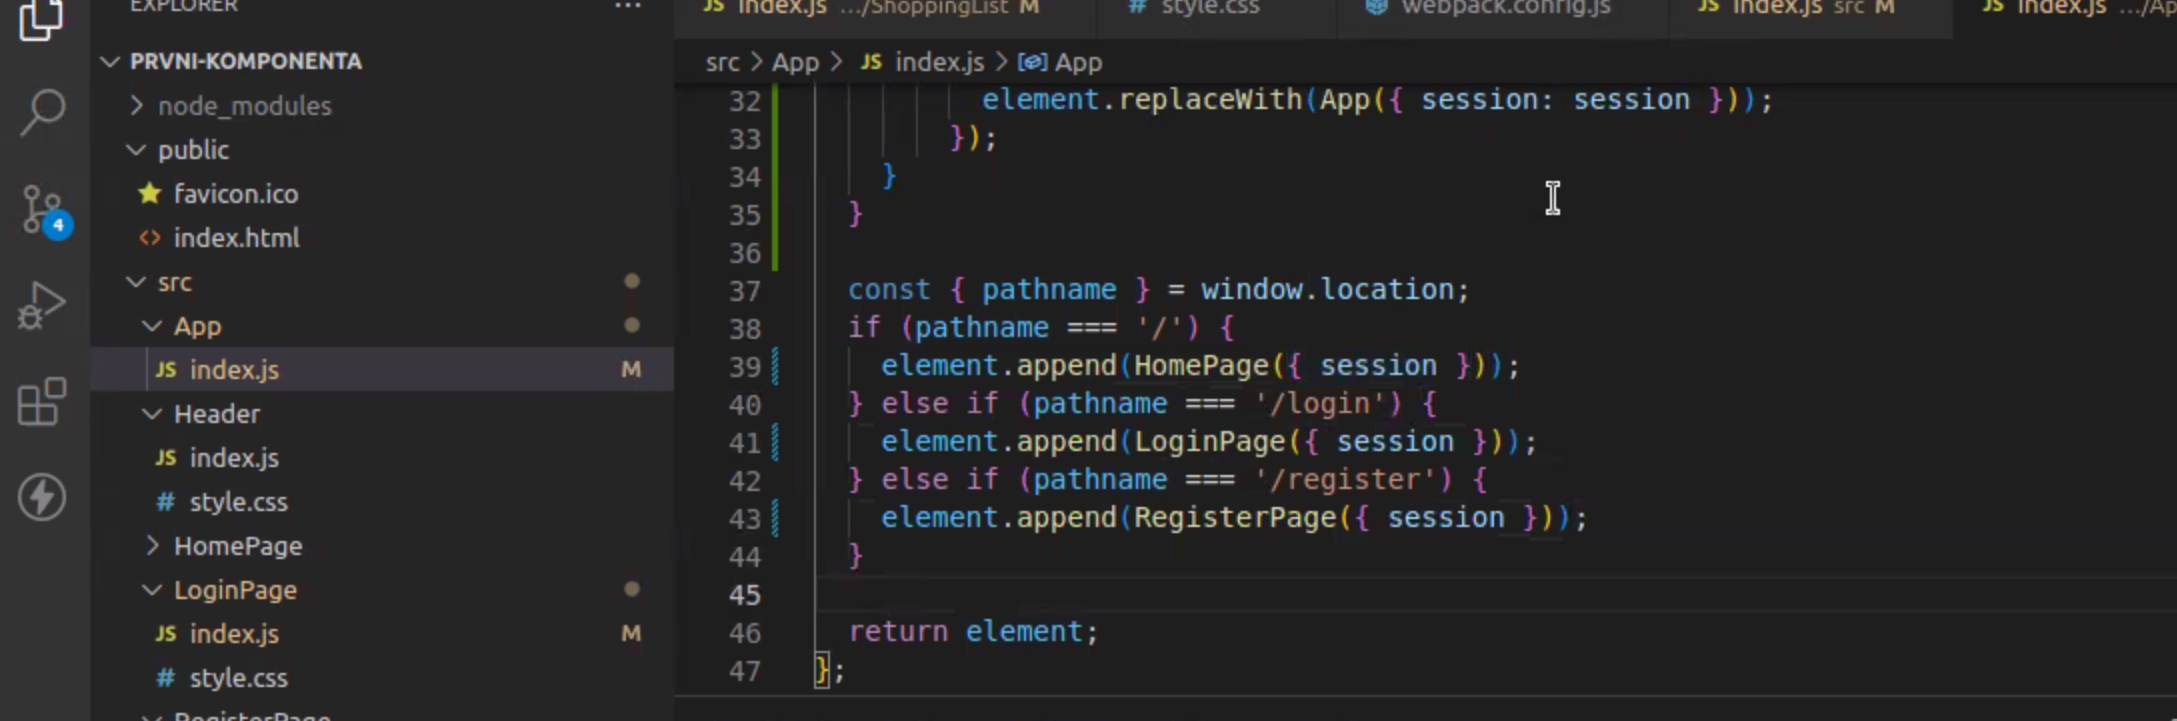 EXPLORER ...
index.js .../ShoppingList M
style.css
webpack.config.js
index.js src M
index.js .../Ap
PRVNI-KOMPONENTA
node_modules
public
favicon.ico
index.html
src
App
JS index.js M
Header
JS index.js
# style.css
HomePage
LoginPage
JS index.js M
# style.css
RegisterPage
4
src > App > JS index.js > App
32 element.replaceWith(App({ session: session }));
33 });
34 }
35 }
36
37 const { pathname } = window.location;
38 if (pathname === '/') {
39 element.append(HomePage({ session }));
40 } else if (pathname === '/login') {
41 element.append(LoginPage({ session }));
42 } else if (pathname === '/register') {
43 element.append(RegisterPage({ session }));
44 }
45
46 return element;
47 };